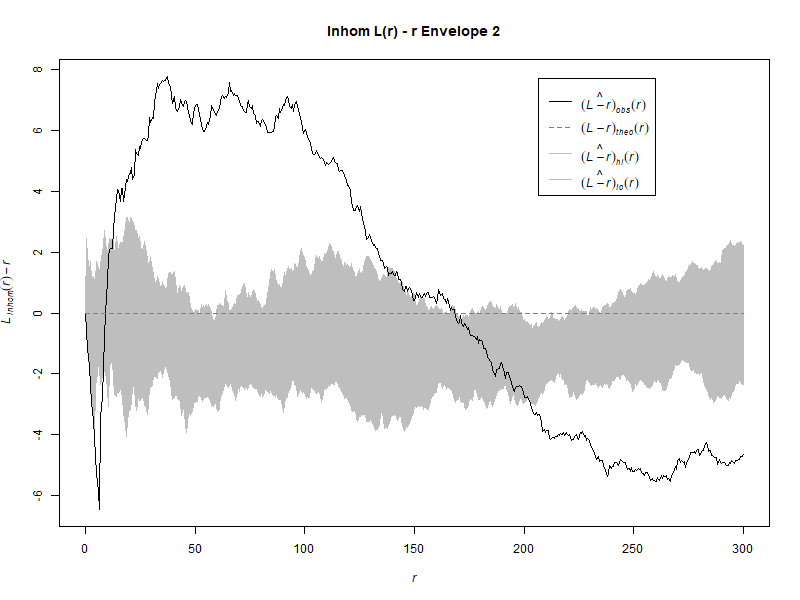 Inhom L(r) - r Envelope 2
L inhom(r) − r
8
6
4
2
0
-2
-4
-6
(L̂ − r)obs(r)
(L − r)theo(r)
(L̂ − r)hi(r)
(L̂ − r)lo(r)
0 50 100 150 200 250 300
r